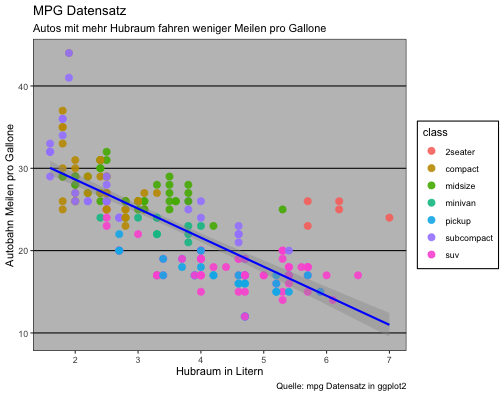 MPG Datensatz
Autos mit mehr Hubraum fahren weniger Meilen pro Gallone
Autobahn Meilen pro Gallone
40
30
20
10
2
3
4
5
6
7
Hubraum in Litern
class
2seater
compact
midsize
minivan
pickup
subcompact
suv
Quelle: mpg Datensatz in ggplot2